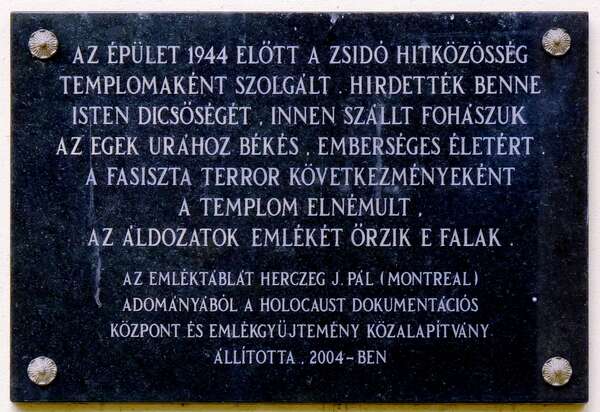 AZ ÉPÜLET 1944 ELŐTT A ZSIDÓ HITKÖZÖSSÉG
TEMPLOMAKÉNT SZOLGÁLT . HIRDETTÉK BENNE
ISTEN DICSŐSÉGÉT , INNEN SZÁLLT FOHÁSZUK
AZ EGEK URÁHOZ BÉKÉS , EMBERSÉGES ÉLETÉRT .
A FASISZTA TERROR KÖVETKEZMÉNYEKÉNT
A TEMPLOM ELNÉMULT ,
AZ ÁLDOZATOK EMLÉKÉT ŐRZIK E FALAK .
AZ EMLÉKTÁBLÁT HERCZEG J. PÁL (MONTREAL)
ADOMÁNYÁBÓL A HOLOCAUST DOKUMENTÁCIÓS
KÖZPONT ÉS EMLÉKGYŰJTEMÉNY KÖZALAPÍTVÁNY
ÁLLÍTOTTA , 2004-BEN